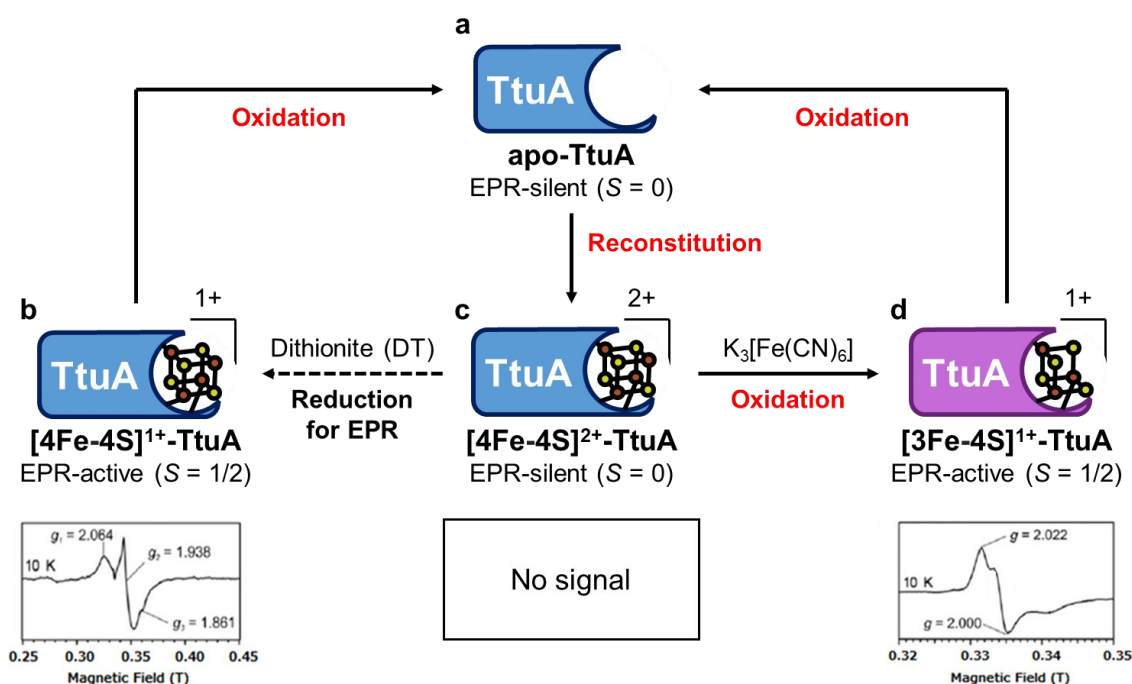 a
TtuA
Oxidation
Oxidation
apo-TtuA
EPR-silent (S = 0)
Reconstitution
b
1+
TtuA
[4Fe-4S]¹⁺-TtuA
EPR-active (S = 1/2)
Dithionite (DT)
Reduction
for EPR
c
2+
TtuA
[4Fe-4S]²⁺-TtuA
EPR-silent (S = 0)
K₃[Fe(CN)₆]
Oxidation
d
1+
TtuA
[3Fe-4S]¹⁺-TtuA
EPR-active (S = 1/2)
g₁ = 2.064
g₂ = 1.938
10 K
g₃ = 1.861
0.25 0.30 0.35 0.40 0.45
Magnetic Field (T)
No signal
g = 2.022
10 K
g = 2.000
0.32 0.33 0.34 0.35
Magnetic Field (T)